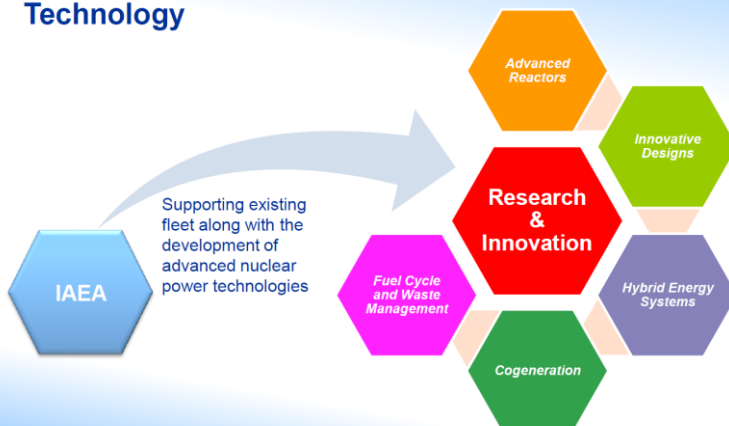 Technology
Advanced
Reactors
Innovative
Designs
Research
&
Innovation
Supporting existing
fleet along with the
development of
advanced nuclear
power technologies
IAEA
Fuel Cycle
and Waste
Management
Hybrid Energy
Systems
Cogeneration